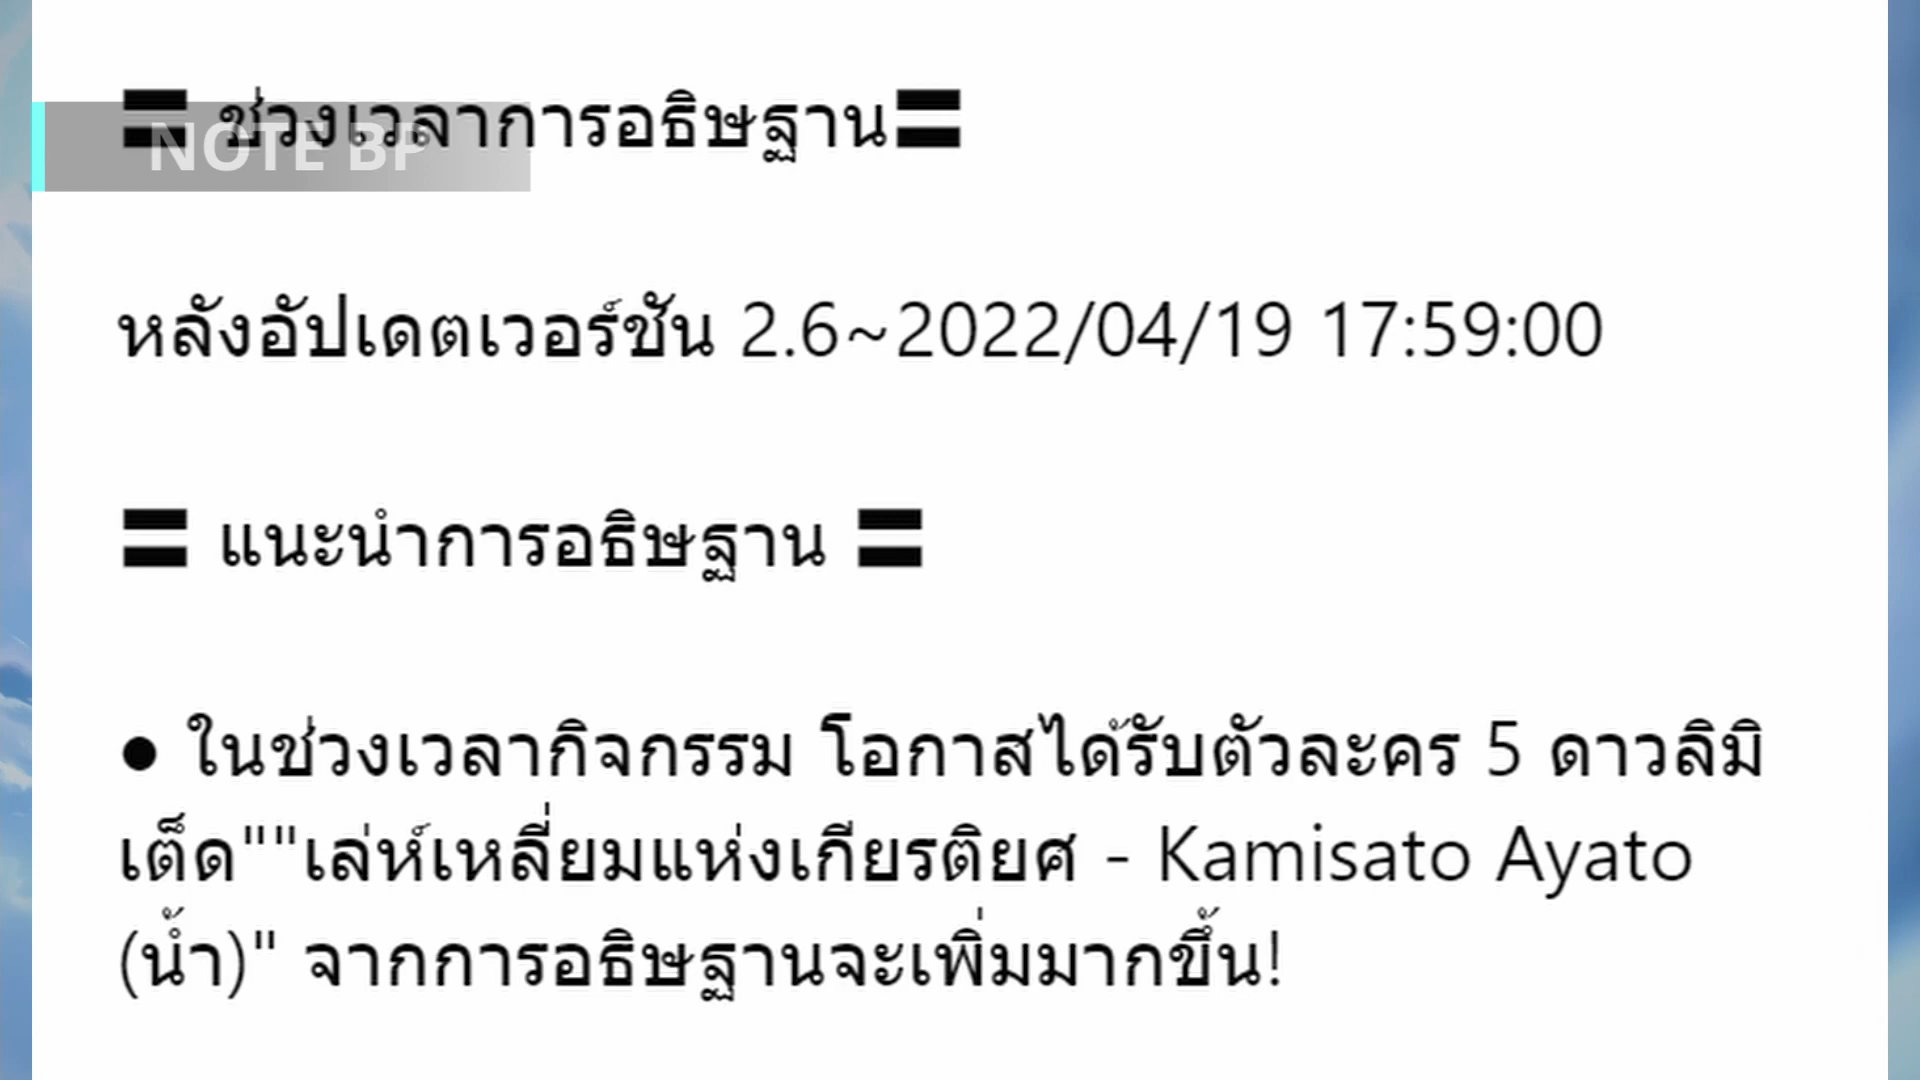 〓 ช่วงเวลาการอธิษฐาน〓
NOTE BP
หลังอัปเดตเวอร์ชัน 2.6~2022/04/19 17:59:00
〓 แนะนำการอธิษฐาน 〓
● ในช่วงเวลากิจกรรม โอกาสได้รับตัวละคร 5 ดาวลิมิ
เต็ด""เล่ห์เหลี่ยมแห่งเกียรติยศ - Kamisato Ayato
(น้ำ)" จากการอธิษฐานจะเพิ่มมากขึ้น!